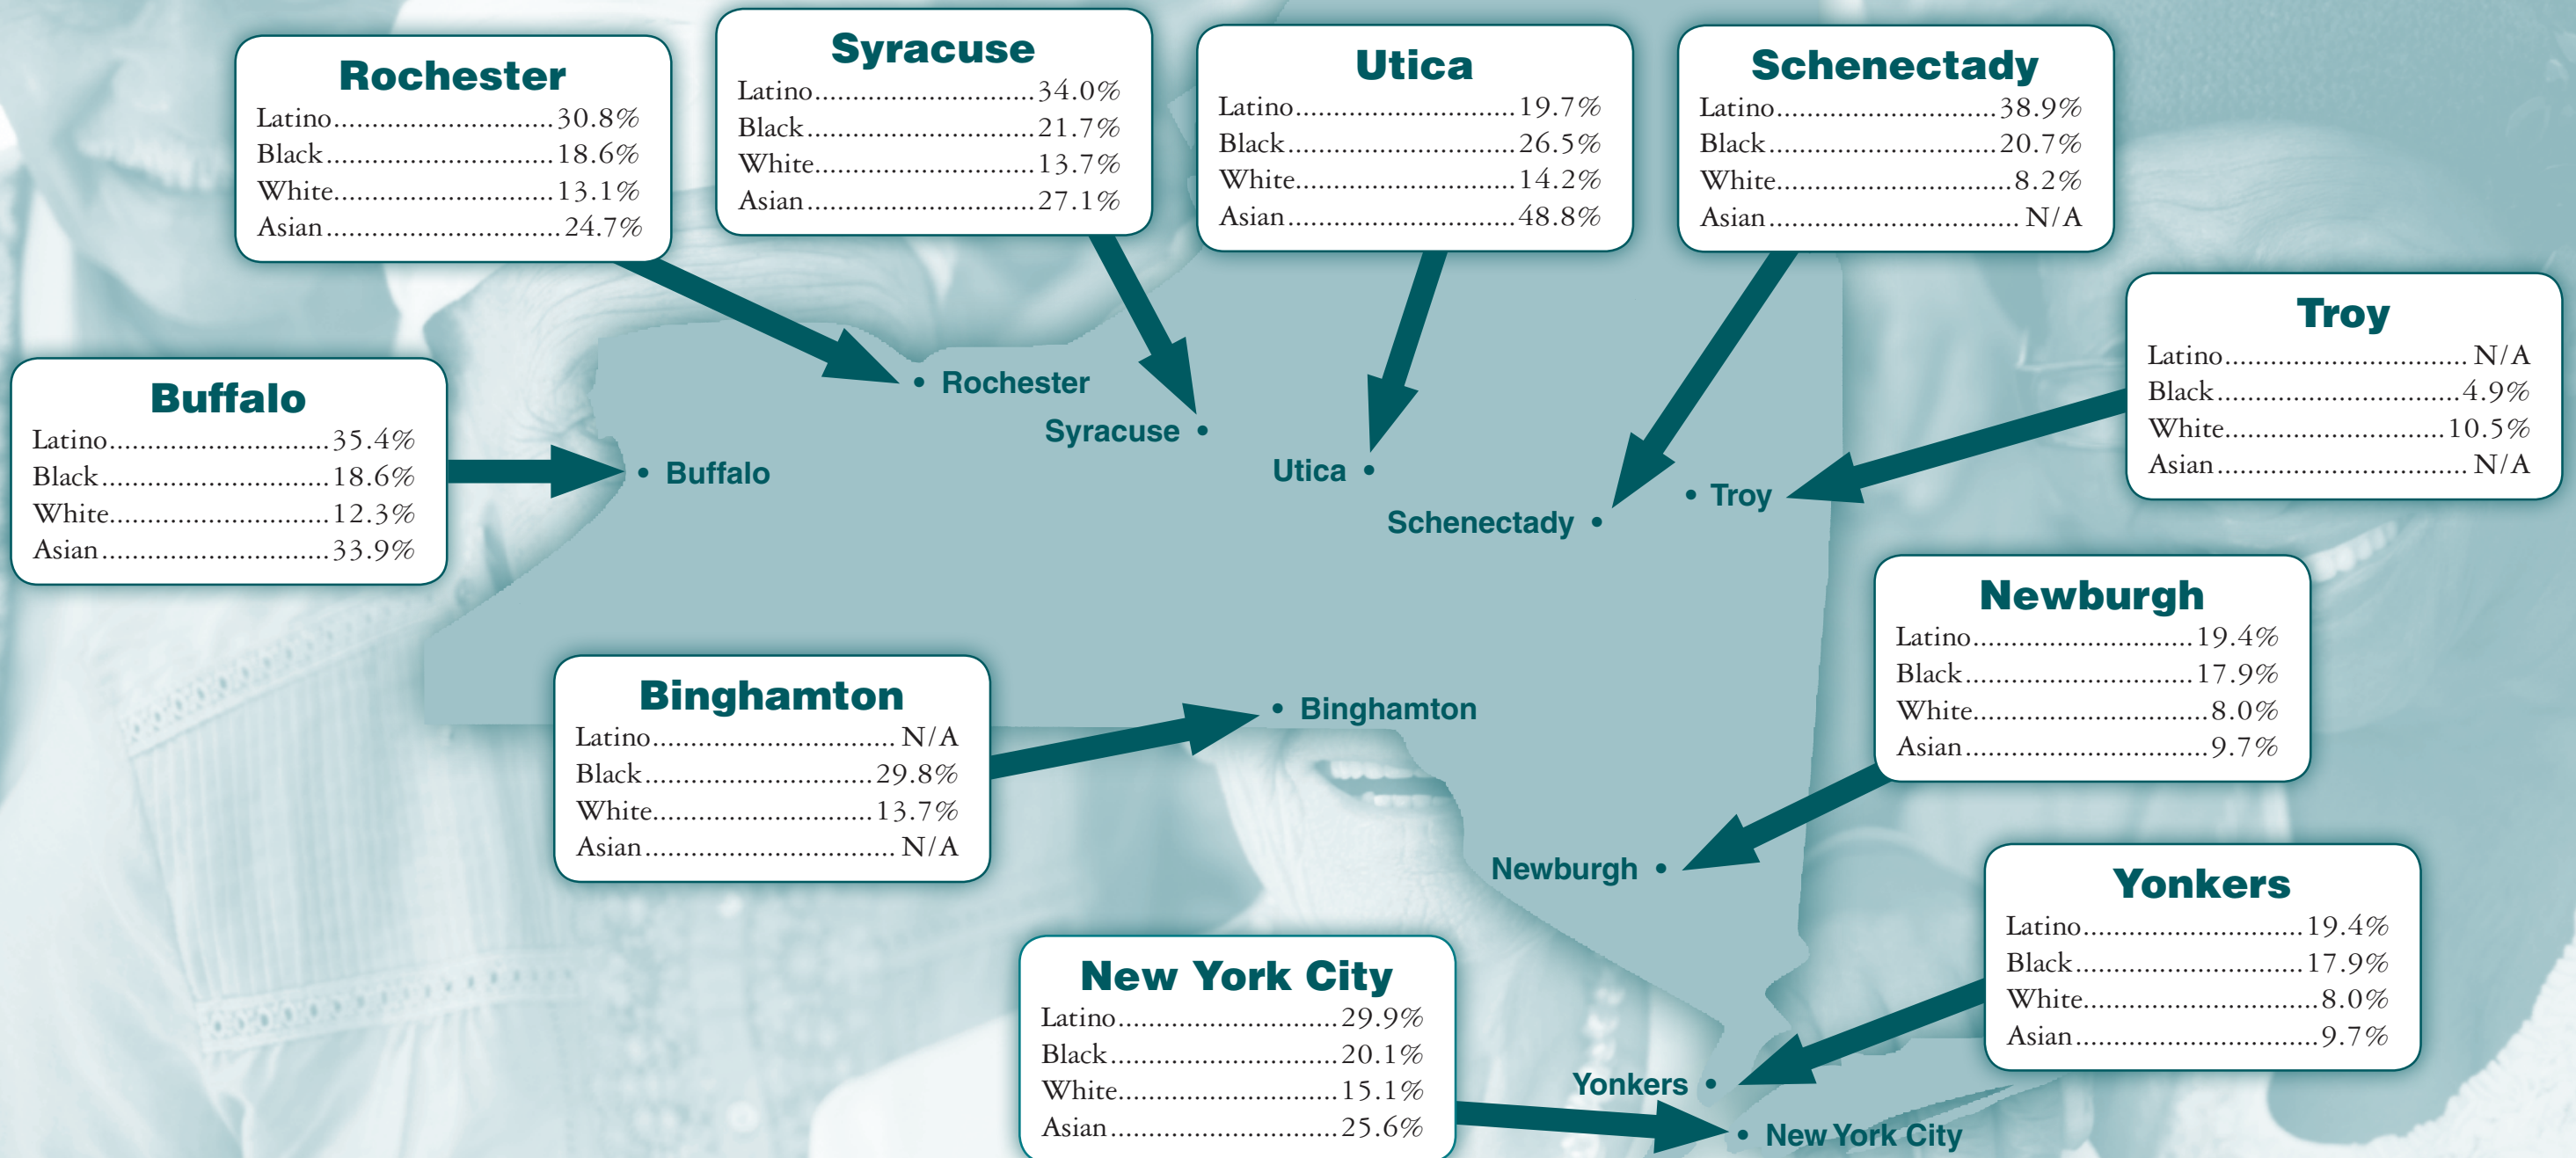 Rochester
Latino............................30.8%
Black.............................18.6%
White............................13.1%
Asian..............................24.7%
Syracuse
Latino............................34.0%
Black.............................21.7%
White............................13.7%
Asian.............................27.1%
Utica
Latino............................19.7%
Black.............................26.5%
White............................14.2%
Asian.............................48.8%
Schenectady
Latino............................38.9%
Black.............................20.7%
White..............................8.2%
Asian............................. N/A
Troy
Latino............................... N/A
Black...............................4.9%
White............................10.5%
Asian................................ N/A
Buffalo
Latino............................35.4%
Black.............................18.6%
White............................12.3%
Asian.............................33.9%
Rochester
Syracuse
Utica
Buffalo
Troy
Schenectady
Newburgh
Latino............................19.4%
Black.............................17.9%
White..............................8.0%
Asian...............................9.7%
Binghamton
Latino............................... N/A
Black.............................29.8%
White............................13.7%
Asian................................ N/A
Binghamton
Newburgh
Yonkers
Latino............................19.4%
Black.............................17.9%
White..............................8.0%
Asian...............................9.7%
New York City
Latino............................29.9%
Black.............................20.1%
White............................15.1%
Asian.............................25.6%
Yonkers
New York City